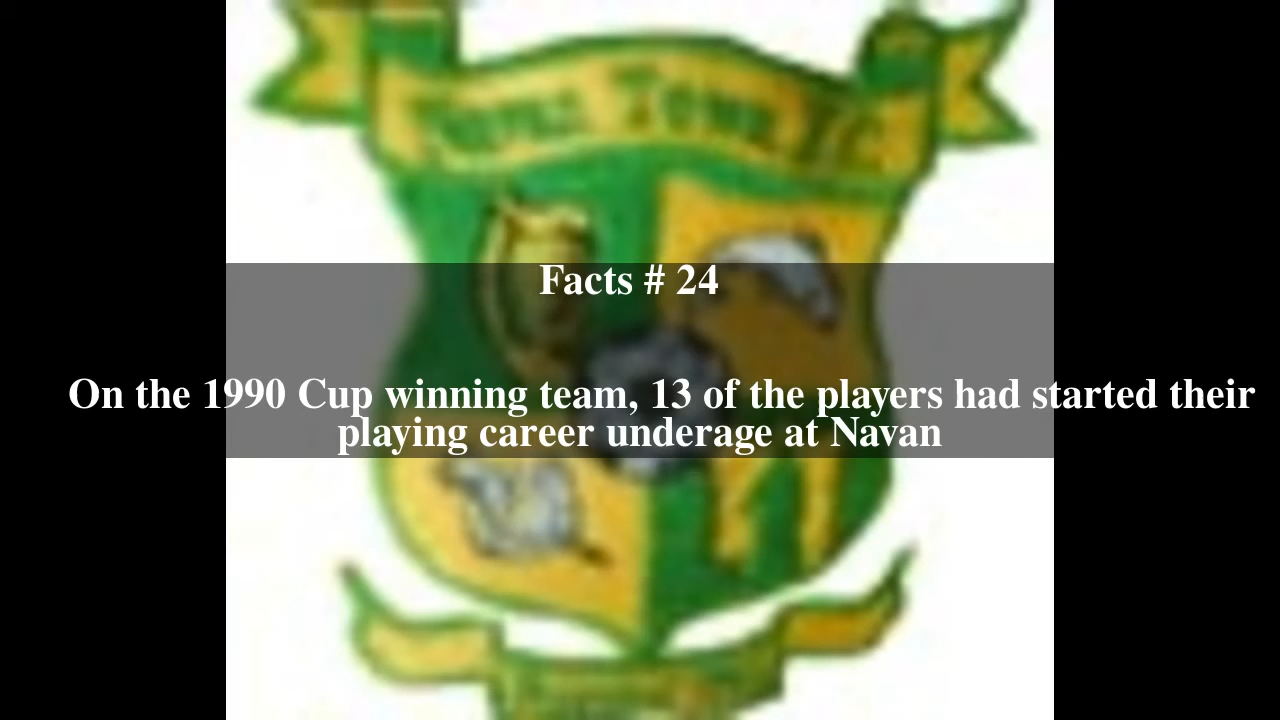 Town
Facts # 24
On the 1990 Cup winning team, 13 of the players had started their
playing career underage at Navan